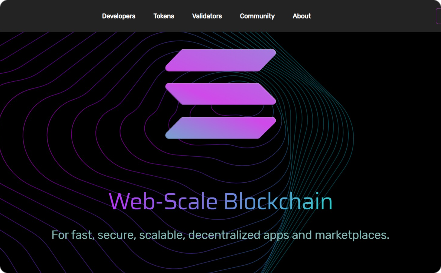 Developers Tokens Validators Community About
Web-Scale Blockchain
For fast, secure, scalable, decentralized apps and marketplaces.